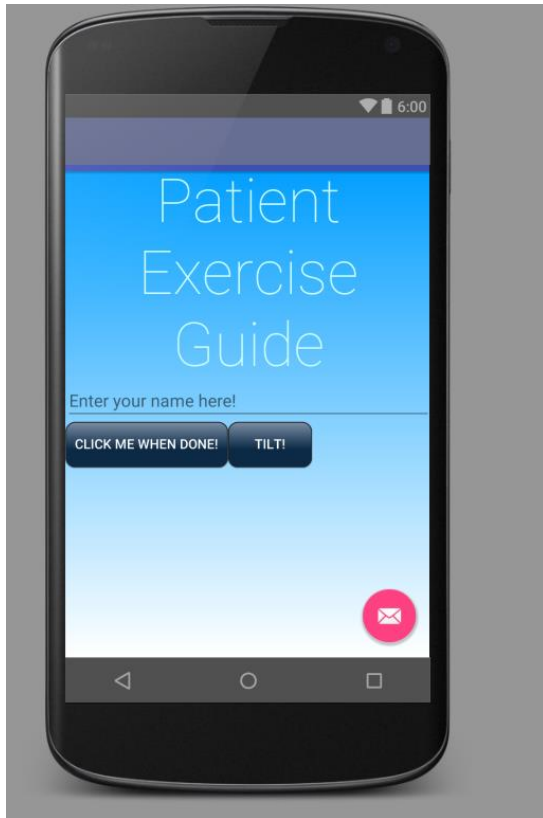 6:00
Patient
Exercise
Guide
Enter your name here!
CLICK ME WHEN DONE! TILT!